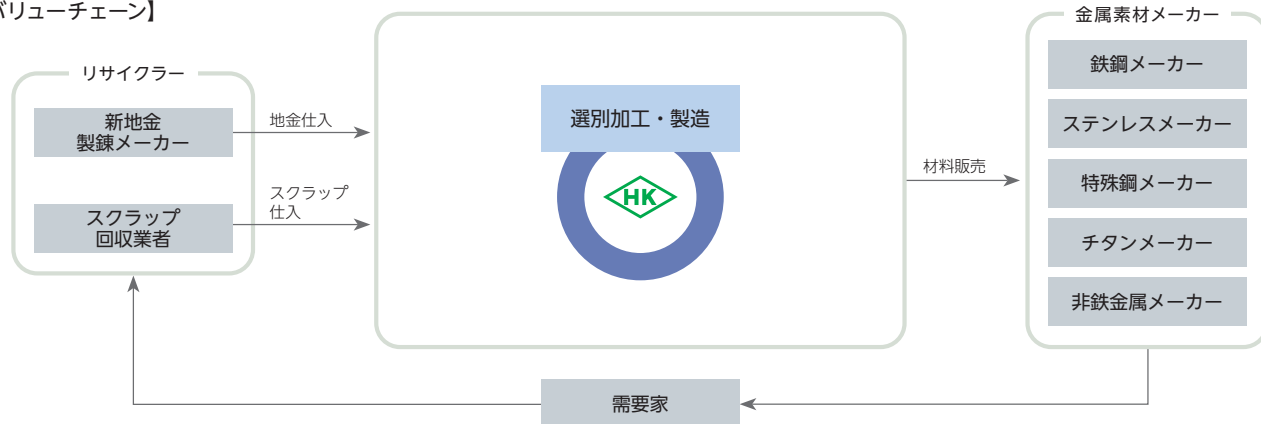 バリューチェーン】
リサイクラー
新地金
製錬メーカー
スクラップ
回収業者
地金仕入
スクラップ
仕入
選別加工・製造
HK
材料販売
金属素材メーカー
鉄鋼メーカー
ステンレスメーカー
特殊鋼メーカー
チタンメーカー
非鉄金属メーカー
需要家